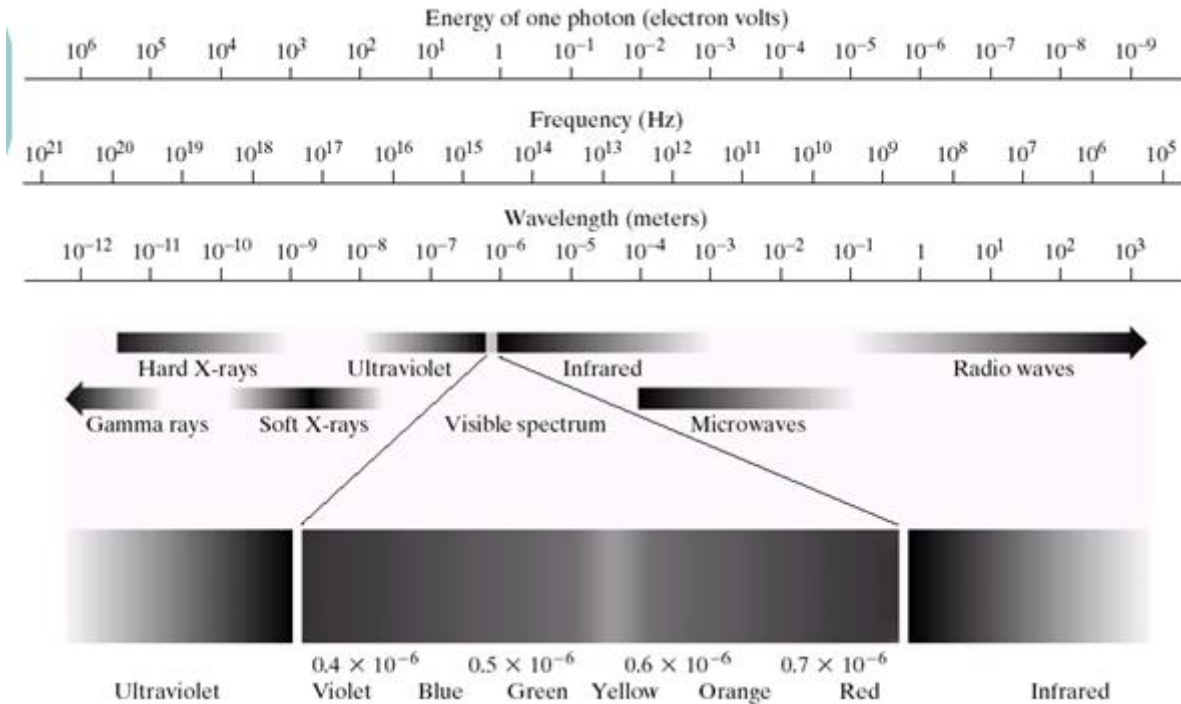 Energy of one photon (electron volts)
10⁶ 10⁵ 10⁴ 10³ 10² 10¹ 1 10⁻¹ 10⁻² 10⁻³ 10⁻⁴ 10⁻⁵ 10⁻⁶ 10⁻⁷ 10⁻⁸ 10⁻⁹
Frequency (Hz)
10²¹ 10²⁰ 10¹⁹ 10¹⁸ 10¹⁷ 10¹⁶ 10¹⁵ 10¹⁴ 10¹³ 10¹² 10¹¹ 10¹⁰ 10⁹ 10⁸ 10⁷ 10⁶ 10⁵
Wavelength (meters)
10⁻¹² 10⁻¹¹ 10⁻¹⁰ 10⁻⁹ 10⁻⁸ 10⁻⁷ 10⁻⁶ 10⁻⁵ 10⁻⁴ 10⁻³ 10⁻² 10⁻¹ 1 10¹ 10² 10³
Hard X-rays Ultraviolet Infrared Radio waves
Gamma rays Soft X-rays Visible spectrum Microwaves
0.4 × 10⁻⁶ 0.5 × 10⁻⁶ 0.6 × 10⁻⁶ 0.7 × 10⁻⁶
Ultraviolet Violet Blue Green Yellow Orange Red Infrared